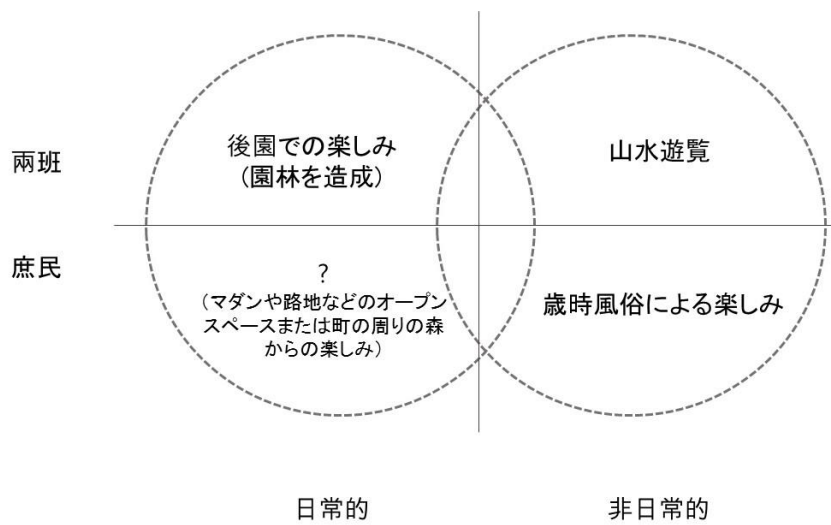 兩班
後園での楽しみ
(園林を造成)
山水遊覧
庶民
?
(マダンや路地などのオープン
スペースまたは町の周りの森
からの楽しみ)
歳時風俗による楽しみ
日常的
非日常的